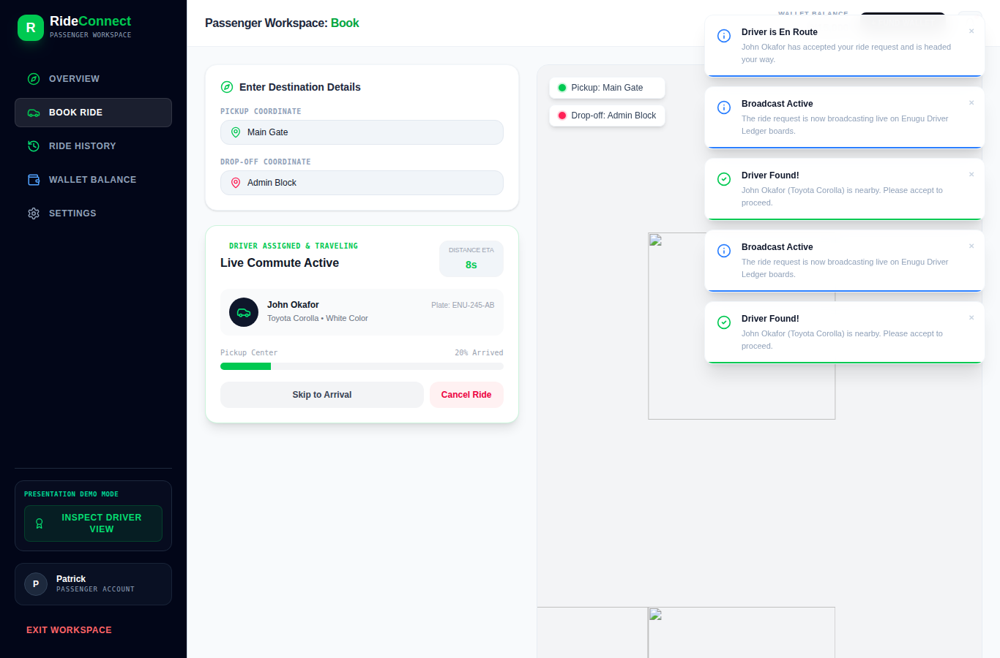 R
RideConnect
PASSENGER WORKSPACE
OVERVIEW
BOOK RIDE
RIDE HISTORY
WALLET BALANCE
SETTINGS
PRESENTATION DEMO MODE
INSPECT DRIVER
VIEW
P
Patrick
PASSENGER ACCOUNT
EXIT WORKSPACE
Passenger Workspace: Book
WALLET BALANCE
Enter Destination Details
PICKUP COORDINATE
Main Gate
DROP-OFF COORDINATE
Admin Block
DRIVER ASSIGNED & TRAVELING
Live Commute Active
DISTANCE ETA
8s
John Okafor
Plate: ENU-245-AB
Toyota Corolla • White Color
Pickup Center
20% Arrived
Skip to Arrival
Cancel Ride
Pickup: Main Gate
Drop-off: Admin Block
Driver is En Route
John Okafor has accepted your ride request and is headed
your way.
Broadcast Active
The ride request is now broadcasting live on Enugu Driver
Ledger boards.
Driver Found!
John Okafor (Toyota Corolla) is nearby. Please accept to
proceed.
Broadcast Active
The ride request is now broadcasting live on Enugu Driver
Ledger boards.
Driver Found!
John Okafor (Toyota Corolla) is nearby. Please accept to
proceed.